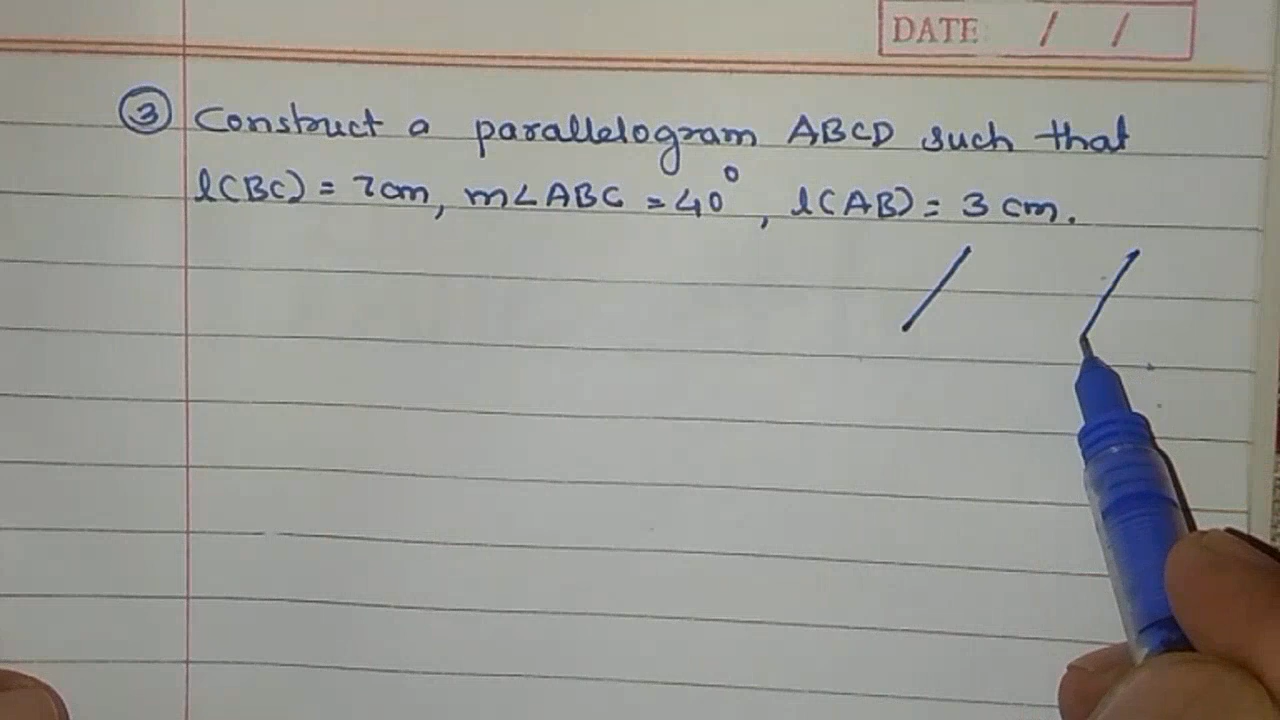 DATE / /
③ Construct a parallelogram ABCD such that
l(BC) = 7cm, m∠ABC = 40°, l(AB) = 3 cm.